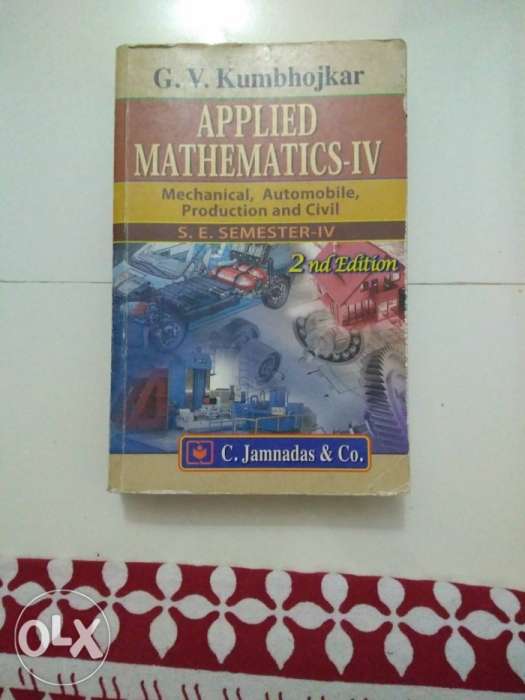 G. V. Kumbhojkar
APPLIED
MATHEMATICS-IV
Mechanical, Automobile,
Production and Civil
S. E. SEMESTER-IV
2nd Edition
C. Jamnadas & Co.
OLX